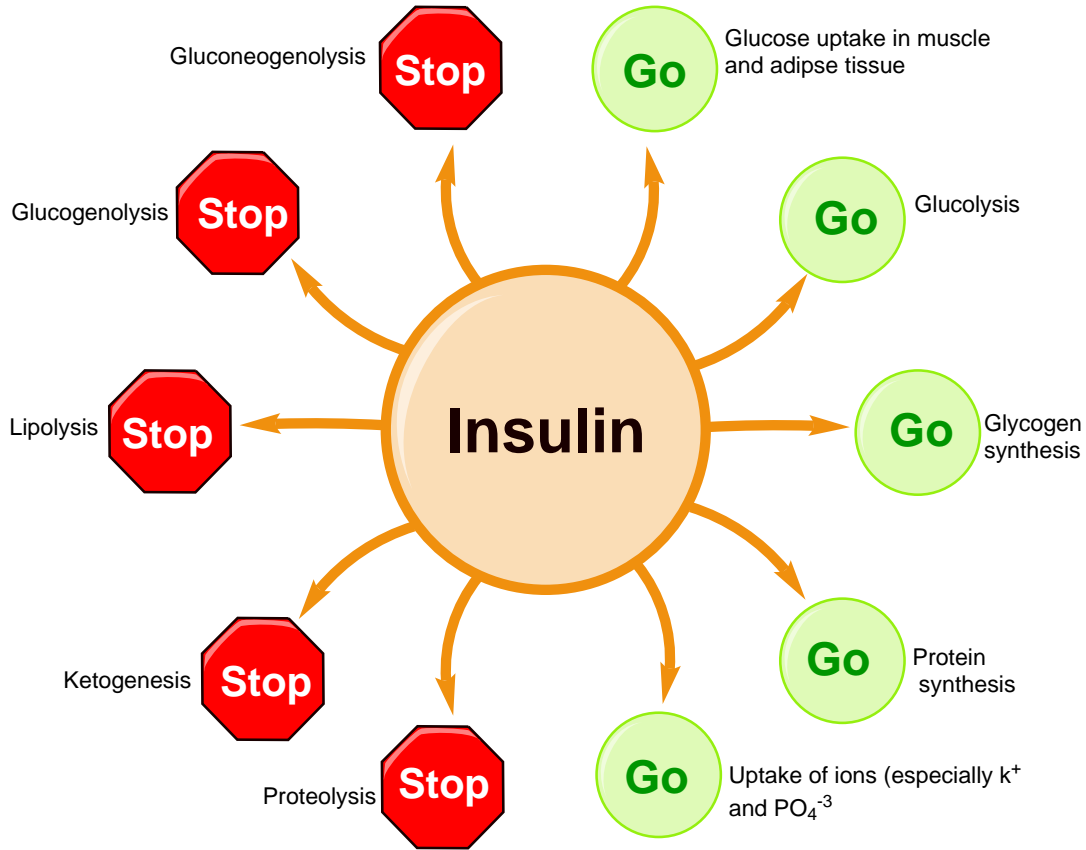 Gluconeogenolysis
Stop
Go
Glucose uptake in muscle
and adipse tissue
Glucogenolysis
Stop
Go
Glucolysis
Lipolysis
Stop
Insulin
Go
Glycogen
synthesis
Ketogenesis
Stop
Go
Protein
synthesis
Proteolysis
Stop
Go
Uptake of ions (especially k⁺
and PO₄⁻³